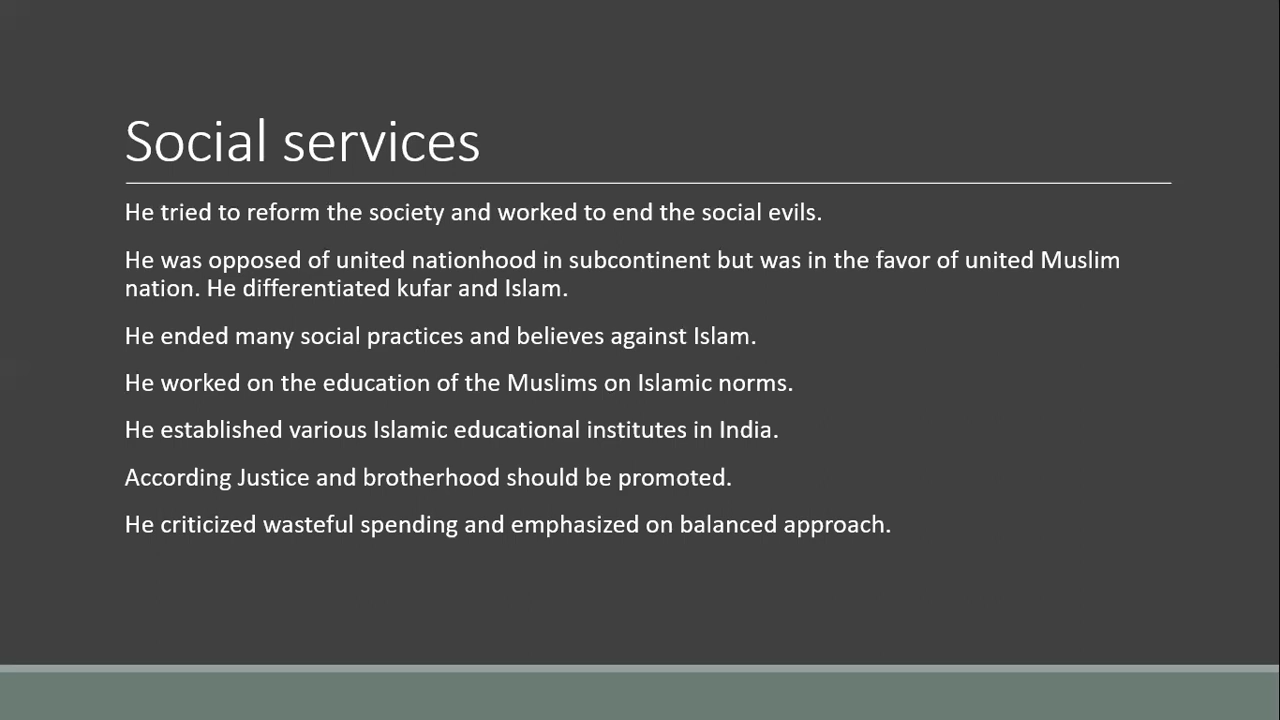 Social services
He tried to reform the society and worked to end the social evils.
He was opposed of united nationhood in subcontinent but was in the favor of united Muslim
nation. He differentiated kufar and Islam.
He ended many social practices and believes against Islam.
He worked on the education of the Muslims on Islamic norms.
He established various Islamic educational institutes in India.
According Justice and brotherhood should be promoted.
He criticized wasteful spending and emphasized on balanced approach.